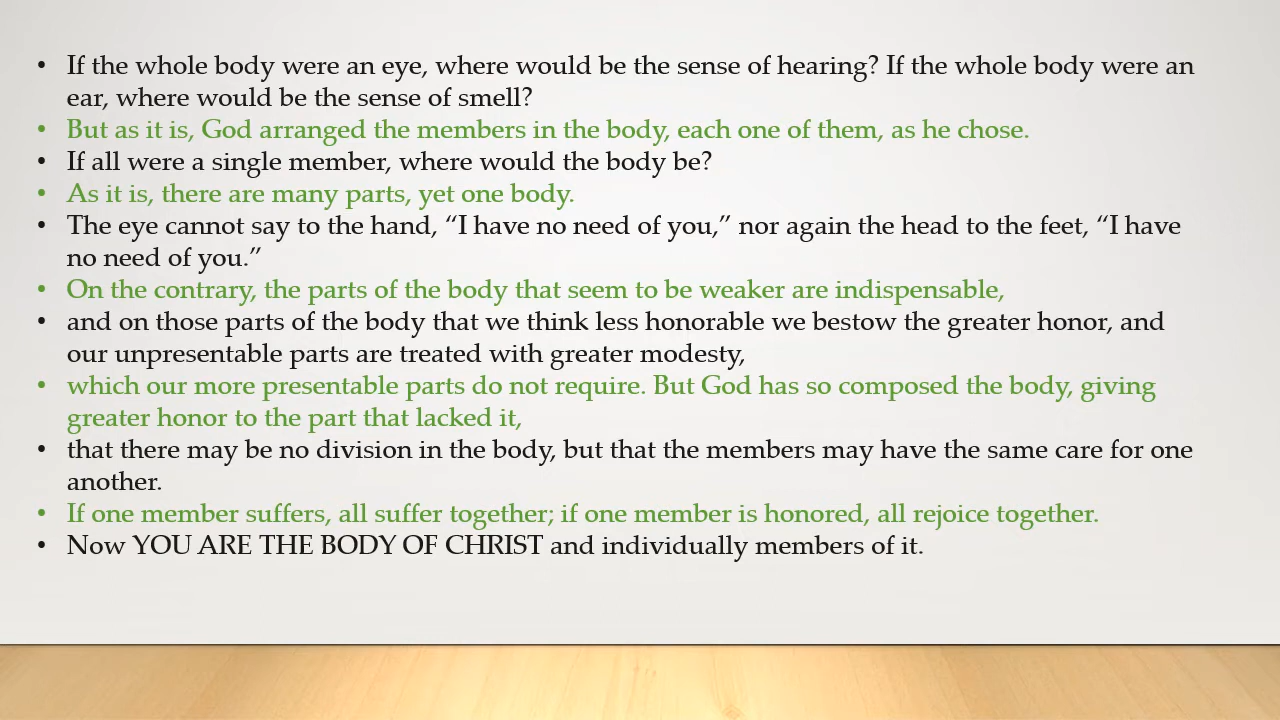 • If the whole body were an eye, where would be the sense of hearing? If the whole body were an
ear, where would be the sense of smell?
• But as it is, God arranged the members in the body, each one of them, as he chose.
• If all were a single member, where would the body be?
• As it is, there are many parts, yet one body.
• The eye cannot say to the hand, “I have no need of you,” nor again the head to the feet, “I have
no need of you.”
• On the contrary, the parts of the body that seem to be weaker are indispensable,
• and on those parts of the body that we think less honorable we bestow the greater honor, and
our unpresentable parts are treated with greater modesty,
• which our more presentable parts do not require. But God has so composed the body, giving
greater honor to the part that lacked it,
• that there may be no division in the body, but that the members may have the same care for one
another.
• If one member suffers, all suffer together; if one member is honored, all rejoice together.
• Now YOU ARE THE BODY OF CHRIST and individually members of it.